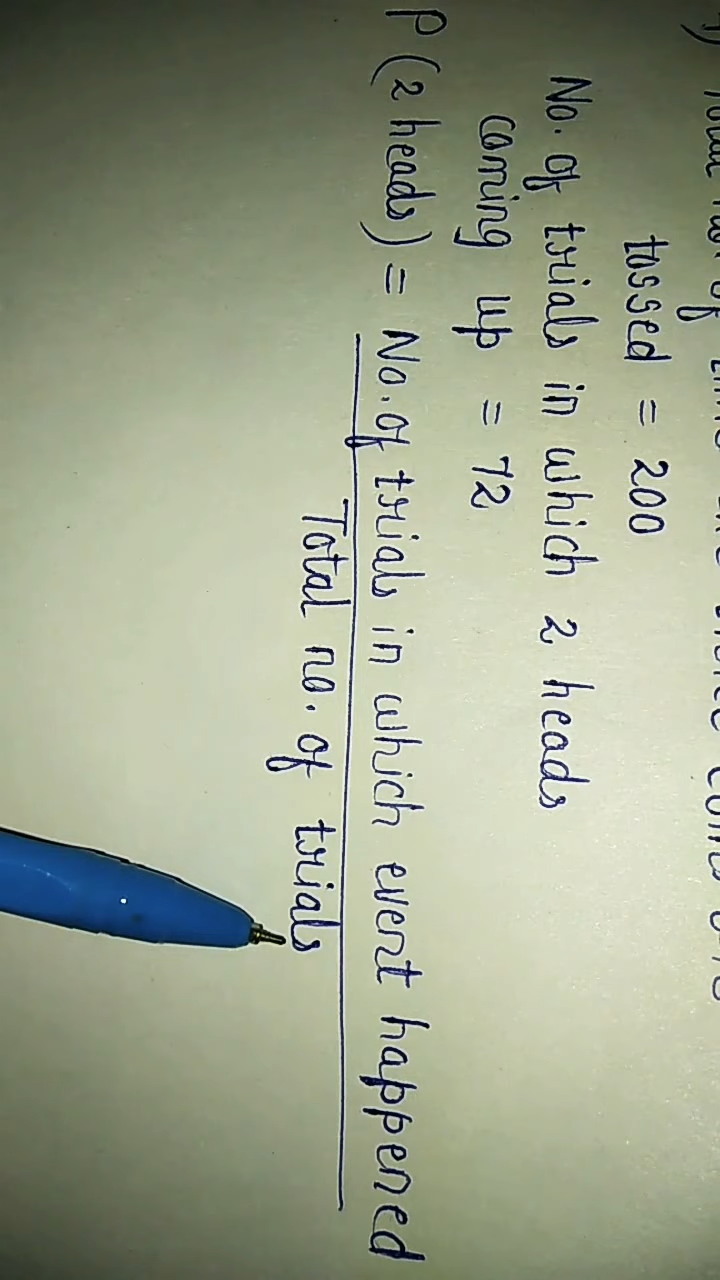 tossed = 200
No. of trials in which 2 heads
coming up = 72
P (2 heads) = No. of trials in which event happened
Total no. of trials